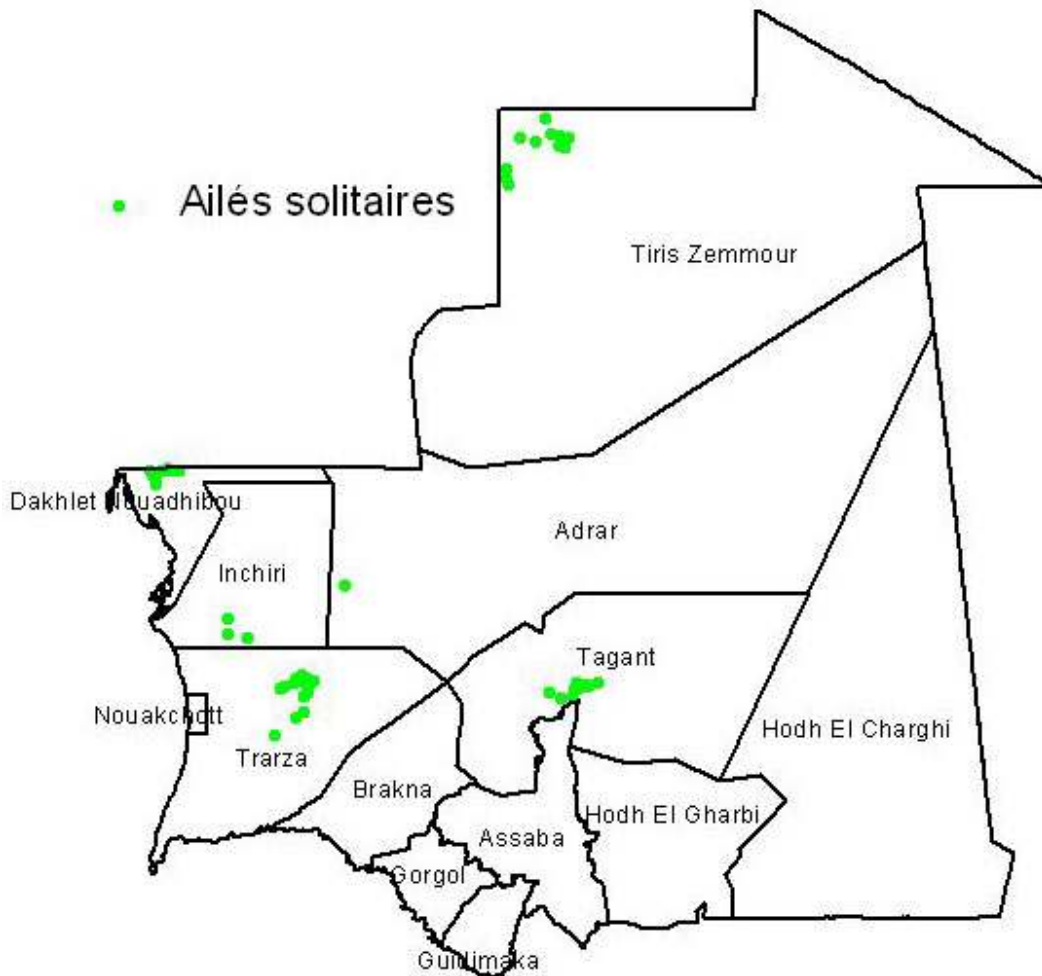 Ailés solitaires
Tiris Zemmour
Dakhlet Nouadhibou
Adrar
Inchiri
Tagant
Nouakchott
Hodh El Charghi
Trarza
Brakna
Hodh El Gharbi
Assaba
Gorgol
Guidimaka